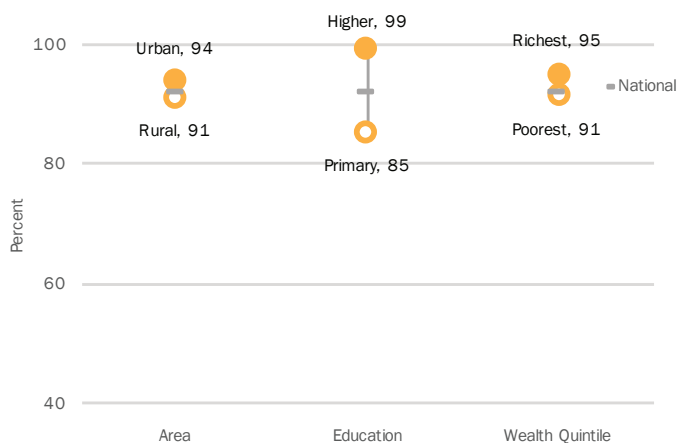 Higher, 99
100
Urban, 94
Richest, 95
National
Rural, 91
Poorest, 91
80
Primary, 85
Percent
60
40
Area
Education
Wealth Quintile